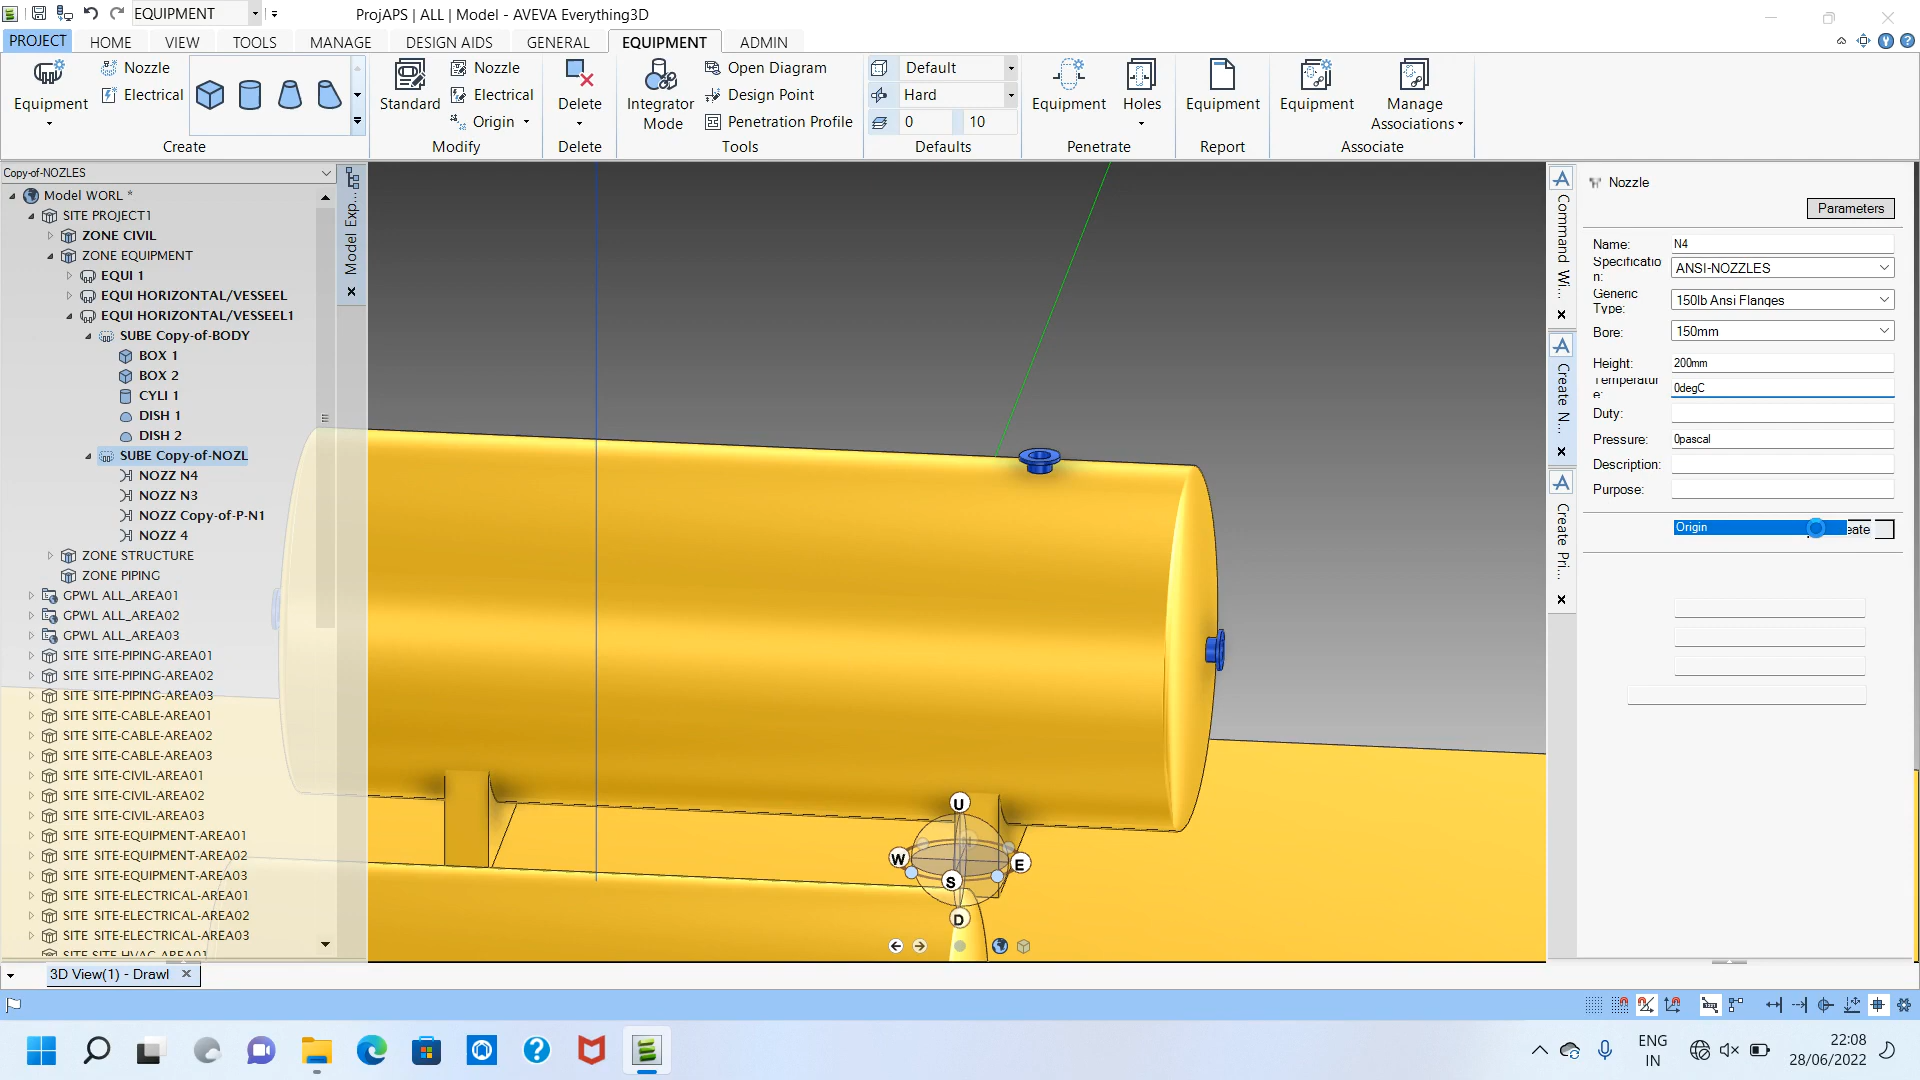 EQUIPMENT
ProjAPS | ALL | Model - AVEVA Everything3D
PROJECT HOME VIEW TOOLS MANAGE DESIGN AIDS GENERAL EQUIPMENT ADMIN
Equipment
Nozzle
Electrical
Create
Standard
Nozzle
Electrical
Origin
Modify
Delete
Delete
Integrator Mode
Open Diagram
Design Point
Penetration Profile
Tools
Default
Hard
0 10
Defaults
Equipment
Holes
Penetrate
Equipment
Report
Equipment
Manage Associations
Associate
Copy-of-NOZLES
Model WORL *
SITE PROJECT1
ZONE CIVIL
ZONE EQUIPMENT
EQUI 1
EQUI HORIZONTAL/VESSEEL
EQUI HORIZONTAL/VESSEEL1
SUBE Copy-of-BODY
BOX 1
BOX 2
CYLI 1
DISH 1
DISH 2
SUBE Copy-of-NOZL
NOZZ N4
NOZZ N3
NOZZ Copy-of-P-N1
NOZZ 4
ZONE STRUCTURE
ZONE PIPING
GPWL ALL_AREA01
GPWL ALL_AREA02
GPWL ALL_AREA03
SITE SITE-PIPING-AREA01
SITE SITE-PIPING-AREA02
SITE SITE-PIPING-AREA03
SITE SITE-CABLE-AREA01
SITE SITE-CABLE-AREA02
SITE SITE-CABLE-AREA03
SITE SITE-CIVIL-AREA01
SITE SITE-CIVIL-AREA02
SITE SITE-CIVIL-AREA03
SITE SITE-EQUIPMENT-AREA01
SITE SITE-EQUIPMENT-AREA02
SITE SITE-EQUIPMENT-AREA03
SITE SITE-ELECTRICAL-AREA01
SITE SITE-ELECTRICAL-AREA02
SITE SITE-ELECTRICAL-AREA03
SITE SITE-HVAC-AREA01
Model Exp...
U
W
E
S
D
Command Wi...
Create N...
Create Pri...
Nozzle
Parameters
Name: N4
Specificatio n: ANSI-NOZZLES
Generic Type: 150lb Ansi Flanges
Bore: 150mm
Height: 200mm
Temperatur e: 0degC
Duty:
Pressure: 0pascal
Description:
Purpose:
Origin
eate
3D View(1) - Drawl
ENG
IN
22:08
28/06/2022